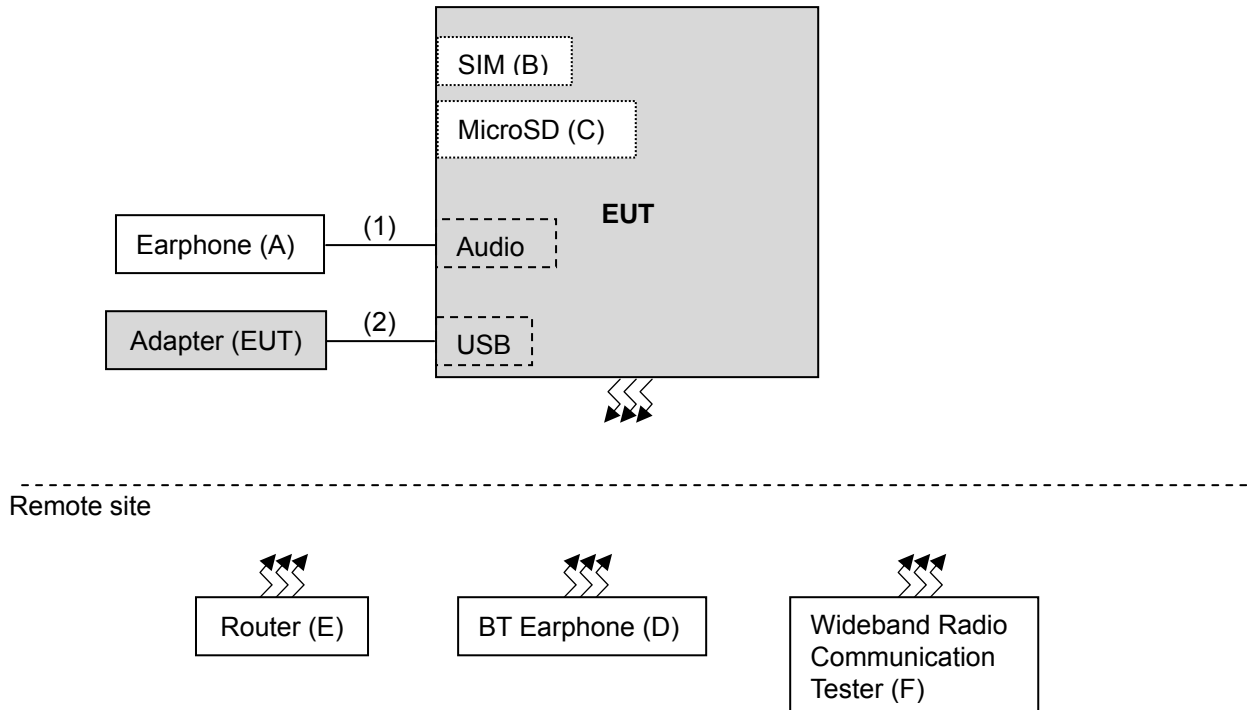 SIM (B)
MicroSD (C)
EUT
(1)
Earphone (A)
Audio
(2)
Adapter (EUT)
USB
Remote site
Router (E)
BT Earphone (D)
Wideband Radio
Communication
Tester (F)